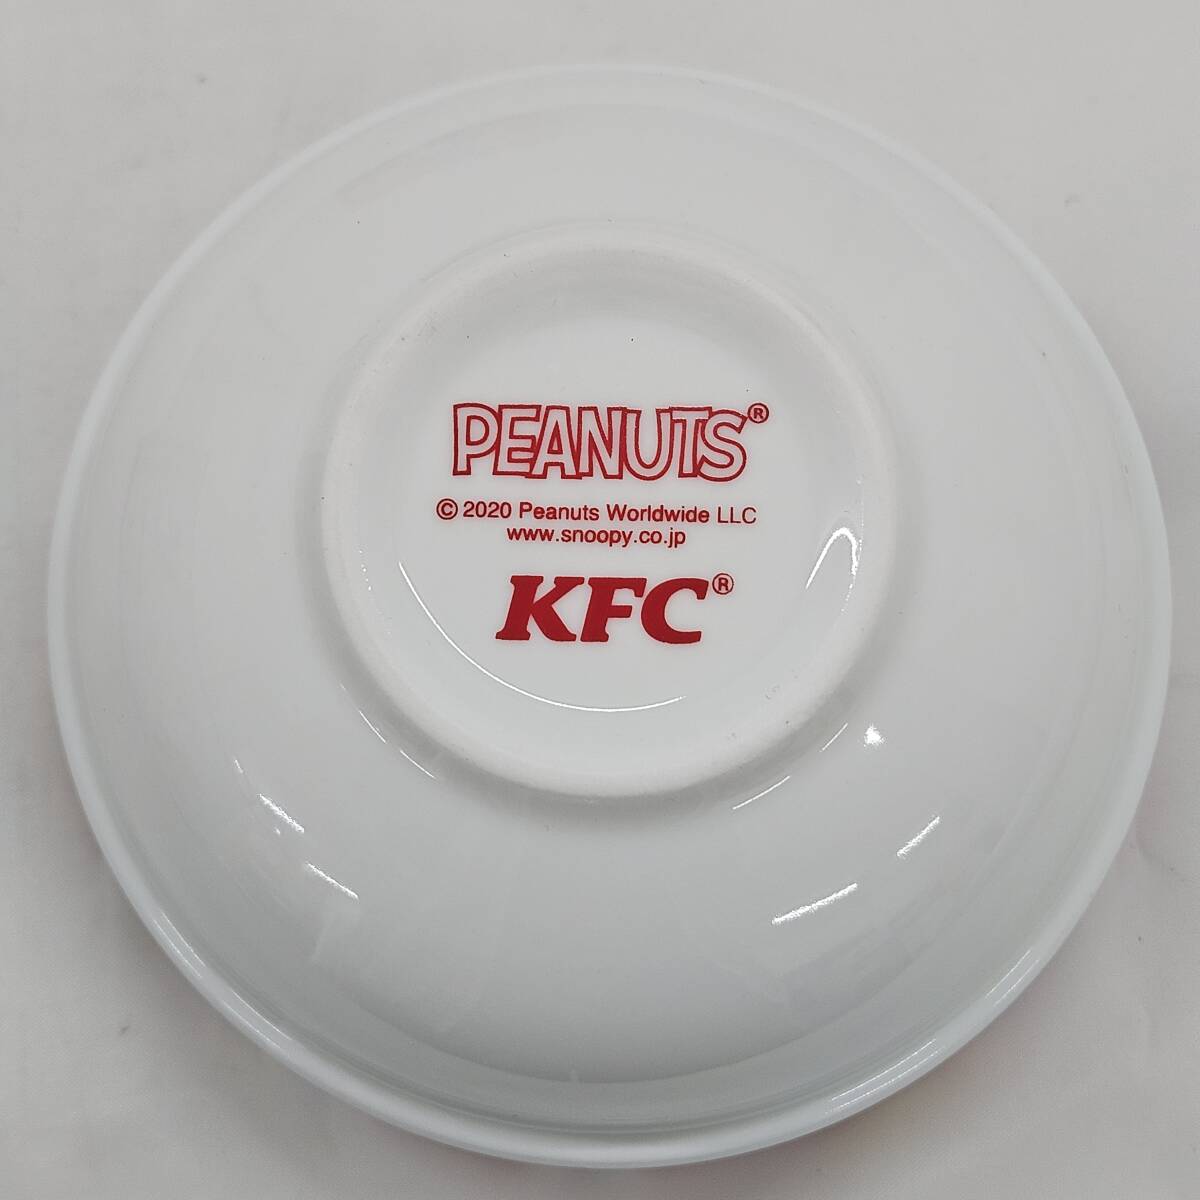 PEANUTS®
© 2020 Peanuts Worldwide LLC
www.snoopy.co.jp
KFC®